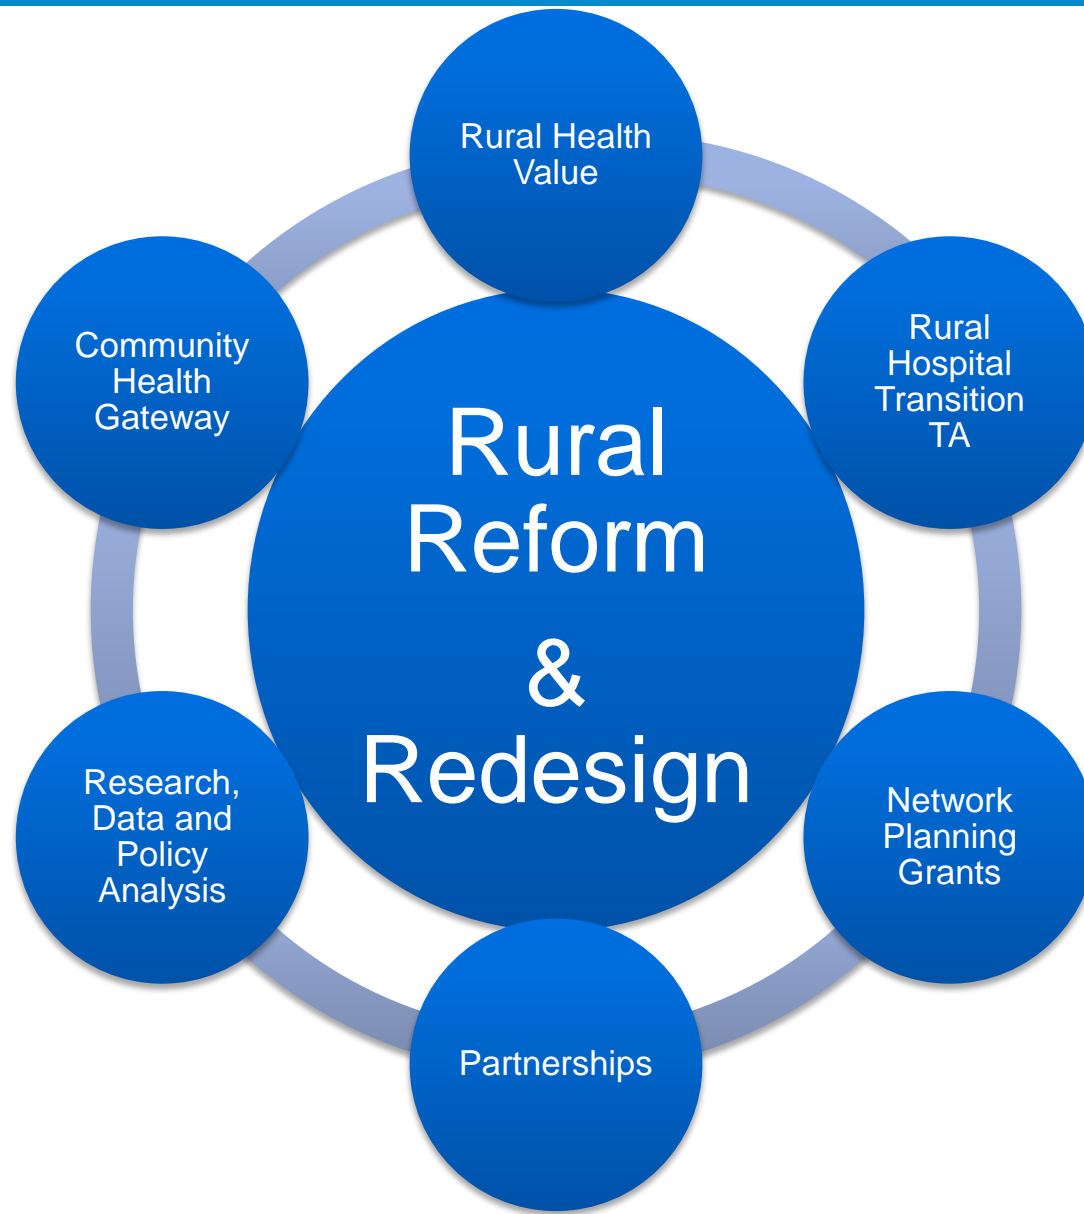 Rural Health
Value
Rural
Hospital
Transition
TA
Community
Health
Gateway
Rural
Reform
&
Redesign
Research,
Data and
Policy
Analysis
Network
Planning
Grants
Partnerships